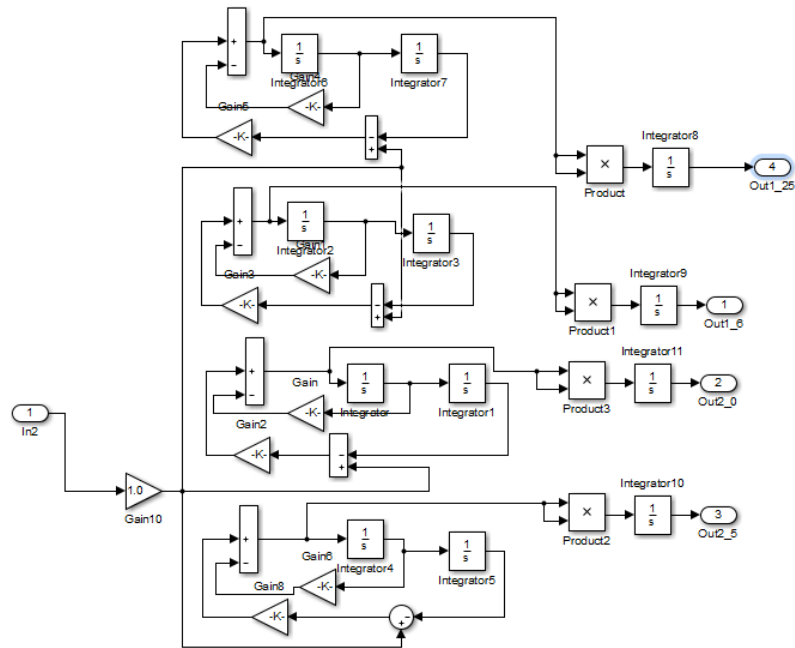 +
−
1
s
Gain4
Integrator6
1
s
Integrator7
Gain5
-K-
-K-
−
+
×
Product
Integrator8
1
s
4
Out1_25
+
−
1
s
Gain1
Integrator2
1
s
Integrator3
Gain3
-K-
-K-
−
+
×
Product1
Integrator9
1
s
1
Out1_6
+
−
Gain
1
s
Integrator
1
s
Integrator1
Gain2
-K-
-K-
−
+
×
Product3
Integrator11
1
s
2
Out2_0
1
In2
1.0
Gain10
+
−
Gain6
1
s
Integrator4
1
s
Integrator5
Gain8
-K-
-K-
−
+
×
Product2
Integrator10
1
s
3
Out2_5